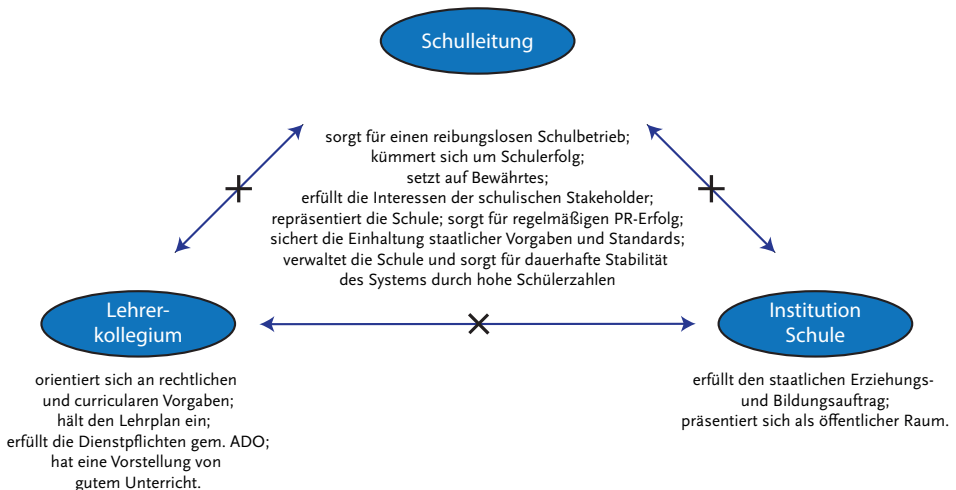 Schulleitung
sorgt für einen reibungslosen Schulbetrieb;
kümmert sich um Schulerfolg;
setzt auf Bewährtes;
erfüllt die Interessen der schulischen Stakeholder;
repräsentiert die Schule; sorgt für regelmäßigen PR-Erfolg;
sichert die Einhaltung staatlicher Vorgaben und Standards;
verwaltet die Schule und sorgt für dauerhafte Stabilität
des Systems durch hohe Schülerzahlen
Lehrer-
kollegium
orientiert sich an rechtlichen
und curricularen Vorgaben;
hält den Lehrplan ein;
erfüllt die Dienstpflichten gem. ADO;
hat eine Vorstellung von
gutem Unterricht.
Institution
Schule
erfüllt den staatlichen Erziehungs-
und Bildungsauftrag;
präsentiert sich als öffentlicher Raum.